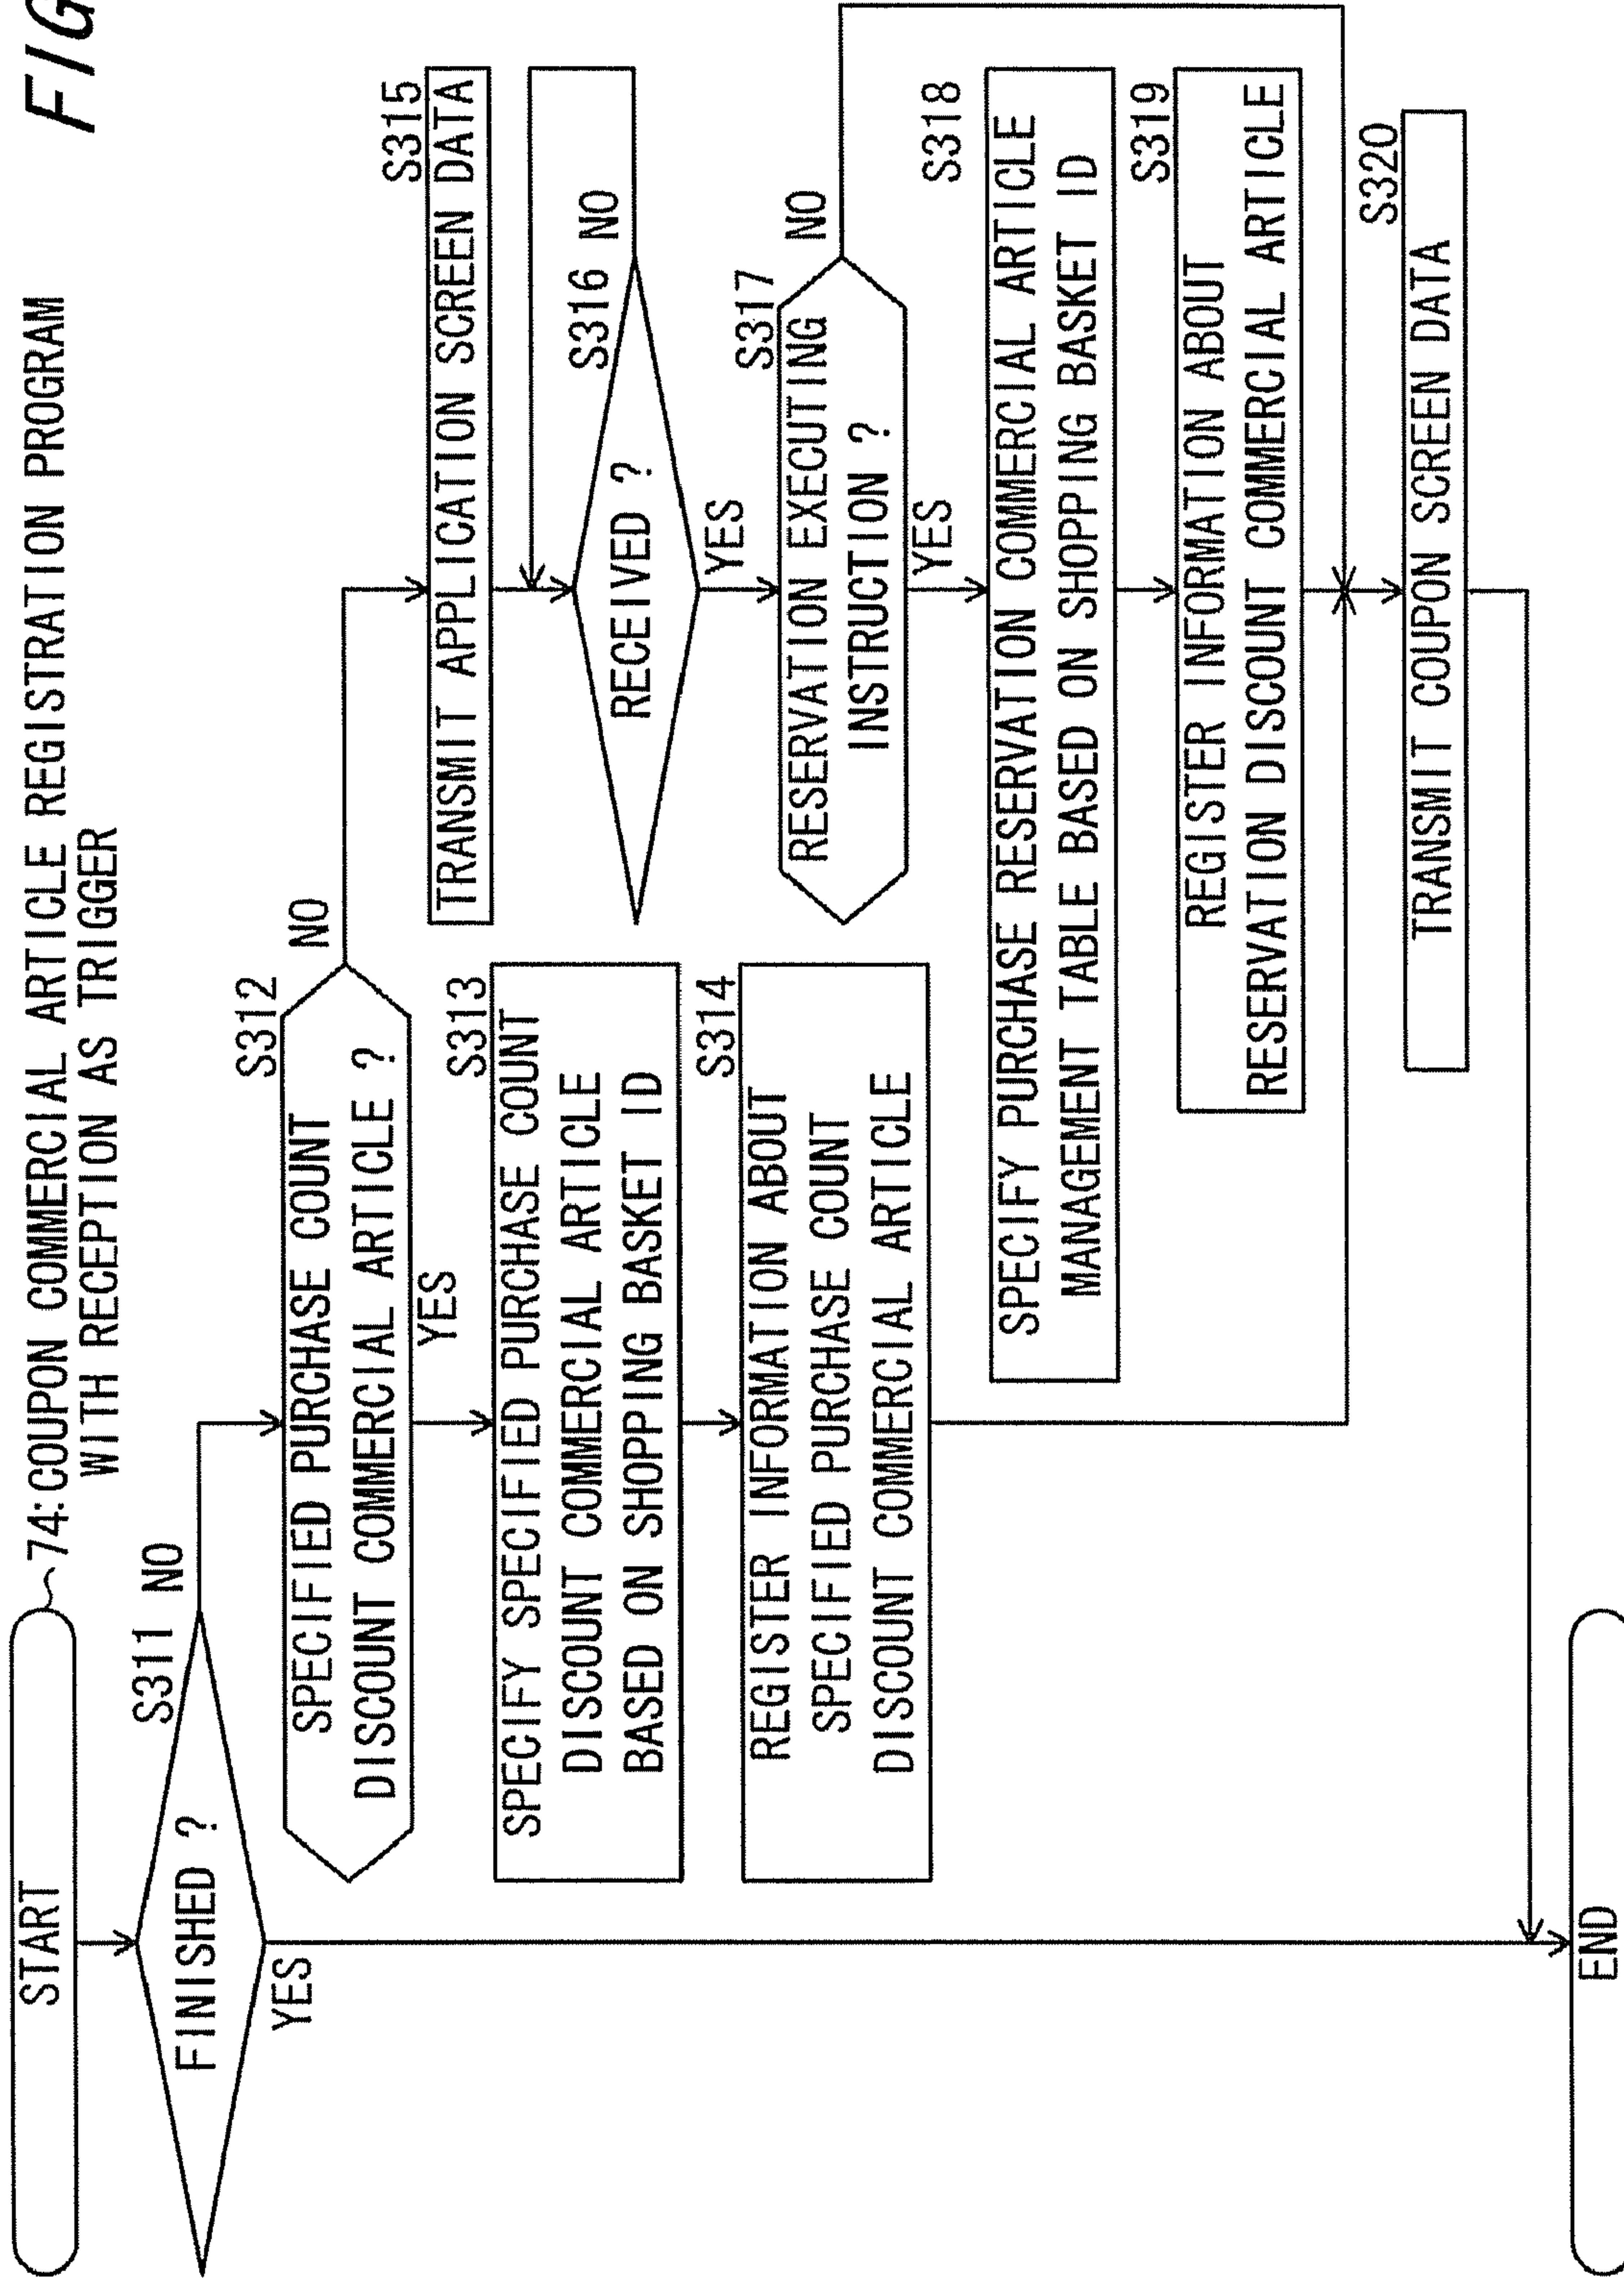 FIG
START
74:COUPON COMMERCIAL ARTICLE REGISTRATION PROGRAM
WITH RECEPTION AS TRIGGER
S311
NO
FINISHED ?
YES
S312
NO
SPECIFIED PURCHASE COUNT
DISCOUNT COMMERCIAL ARTICLE ?
YES
S313
SPECIFY SPECIFIED PURCHASE COUNT
DISCOUNT COMMERCIAL ARTICLE
BASED ON SHOPPING BASKET ID
S314
REGISTER INFORMATION ABOUT
SPECIFIED PURCHASE COUNT
DISCOUNT COMMERCIAL ARTICLE
S315
TRANSMIT APPLICATION SCREEN DATA
S316
NO
RECEIVED ?
YES
S317
NO
RESERVATION EXECUTING
INSTRUCTION ?
YES
S318
SPECIFY PURCHASE RESERVATION COMMERCIAL ARTICLE
MANAGEMENT TABLE BASED ON SHOPPING BASKET ID
S319
REGISTER INFORMATION ABOUT
RESERVATION DISCOUNT COMMERCIAL ARTICLE
S320
TRANSMIT COUPON SCREEN DATA
END